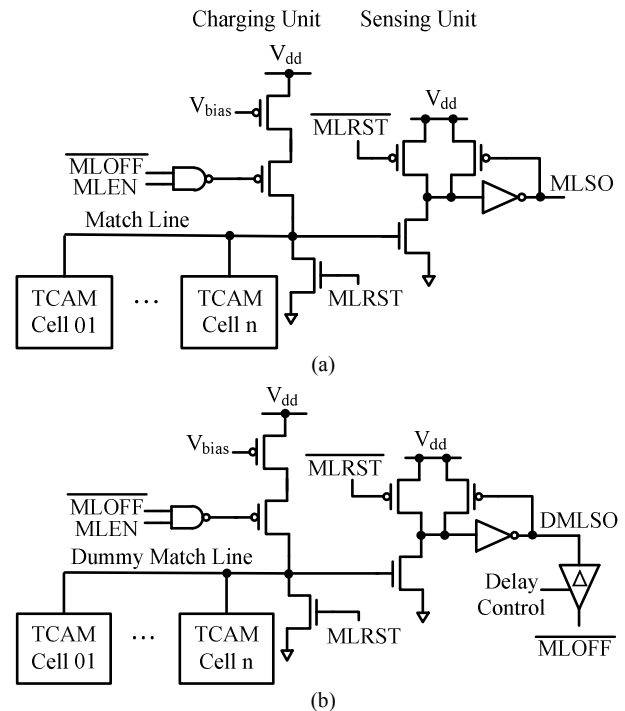 Charging Unit Sensing Unit
Vdd
Vbias
MLRST
Vdd
MLOFF
MLEN
MLSO
Match Line
TCAM
Cell 01
...
TCAM
Cell n
MLRST
(a)
Vdd
Vbias
MLRST
Vdd
MLOFF
MLEN
DMLSO
Dummy Match Line
Δ
Delay
Control
TCAM
Cell 01
...
TCAM
Cell n
MLRST
MLOFF
(b)